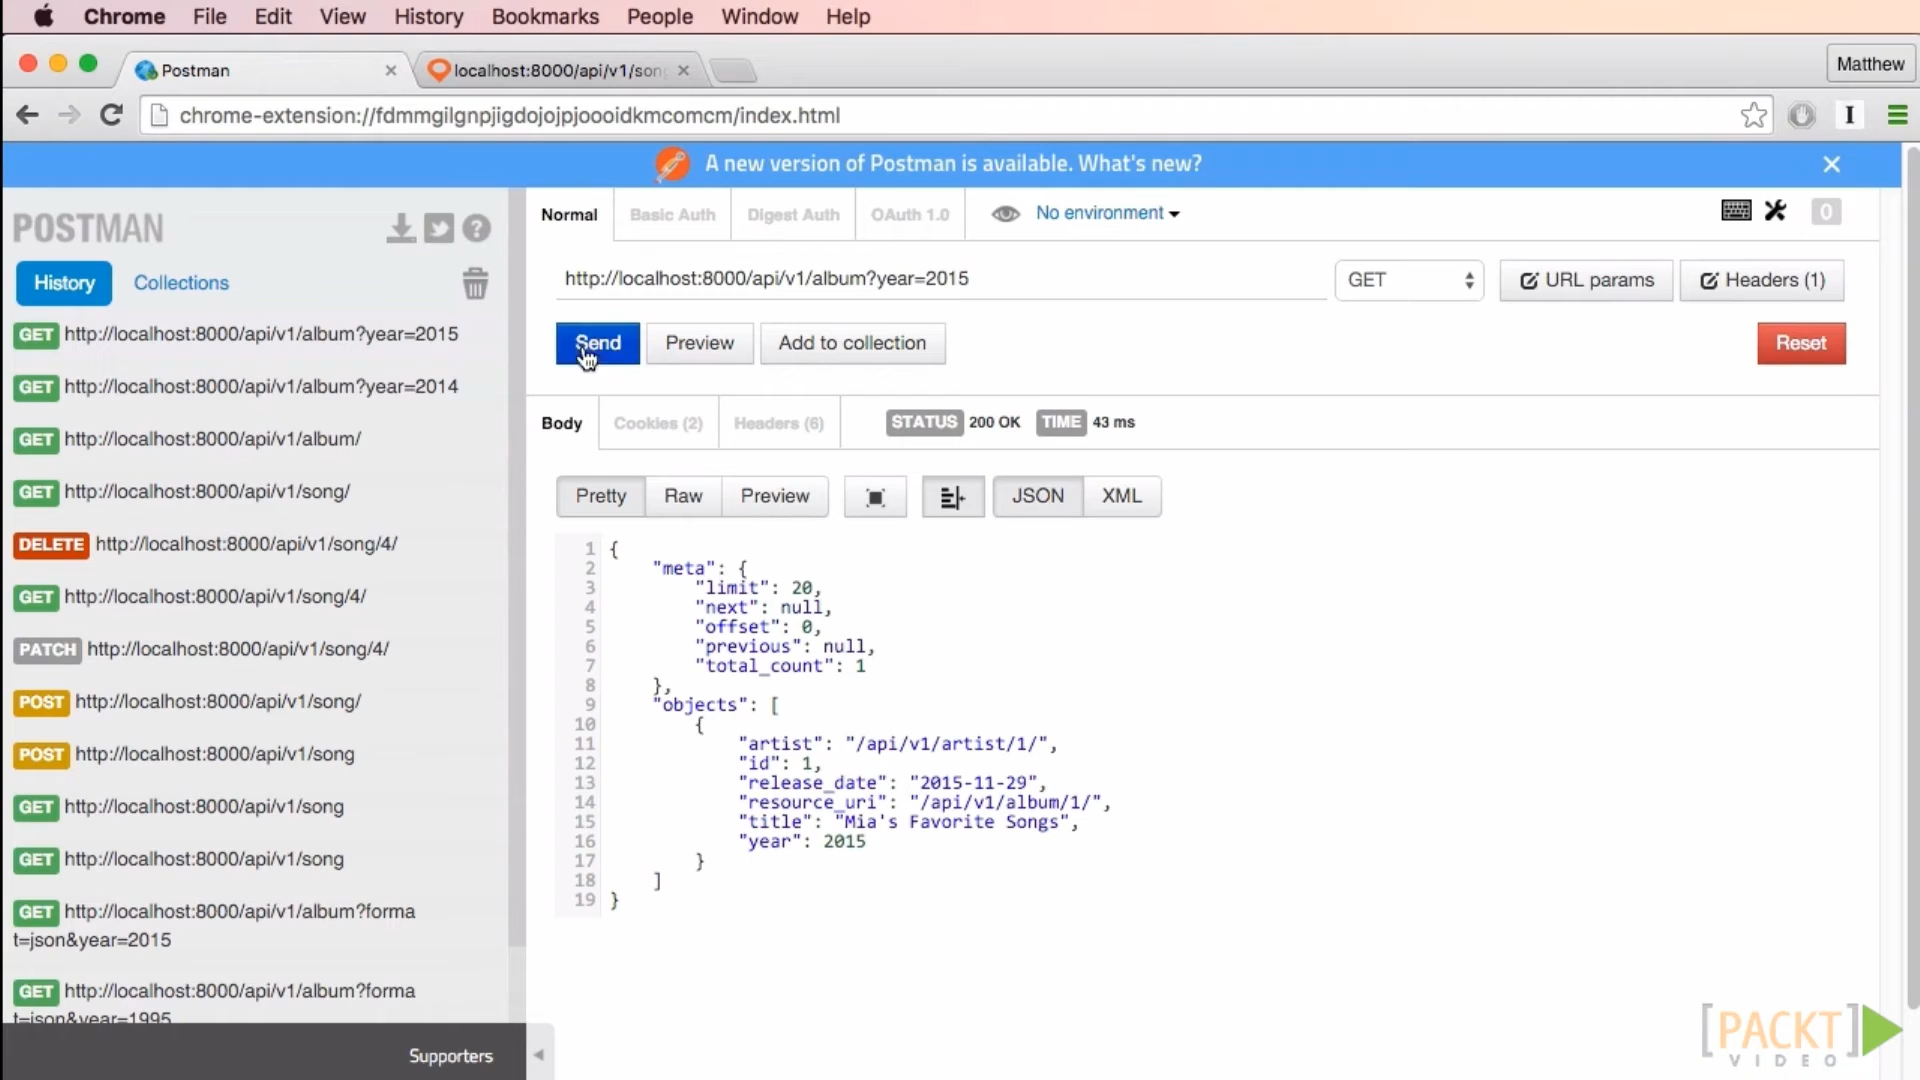 Chrome File Edit View History Bookmarks People Window Help
Postman
localhost:8000/api/v1/son
Matthew
chrome-extension://fdmmgilgnpjigdojojpjoooidkmcomcm/index.html
A new version of Postman is available. What's new?
POSTMAN
History Collections
GET http://localhost:8000/api/v1/album?year=2015
GET http://localhost:8000/api/v1/album?year=2014
GET http://localhost:8000/api/v1/album/
GET http://localhost:8000/api/v1/song/
DELETE http://localhost:8000/api/v1/song/4/
GET http://localhost:8000/api/v1/song/4/
PATCH http://localhost:8000/api/v1/song/4/
POST http://localhost:8000/api/v1/song/
POST http://localhost:8000/api/v1/song
GET http://localhost:8000/api/v1/song
GET http://localhost:8000/api/v1/song
GET http://localhost:8000/api/v1/album?forma
t=json&year=2015
GET http://localhost:8000/api/v1/album?forma
t=json&year=1995
Supporters
Normal Basic Auth Digest Auth OAuth 1.0 No environment 0
http://localhost:8000/api/v1/album?year=2015 GET URL params Headers (1)
Send Preview Add to collection Reset
Body Cookies (2) Headers (6) STATUS 200 OK TIME 43 ms
Pretty Raw Preview JSON XML
1 {
2 "meta": {
3 "limit": 20,
4 "next": null,
5 "offset": 0,
6 "previous": null,
7 "total_count": 1
8 },
9 "objects": [
10 {
11 "artist": "/api/v1/artist/1/",
12 "id": 1,
13 "release_date": "2015-11-29",
14 "resource_uri": "/api/v1/album/1/",
15 "title": "Mia's Favorite Songs",
16 "year": 2015
17 }
18 ]
19 }
[PACKT]
VIDEO